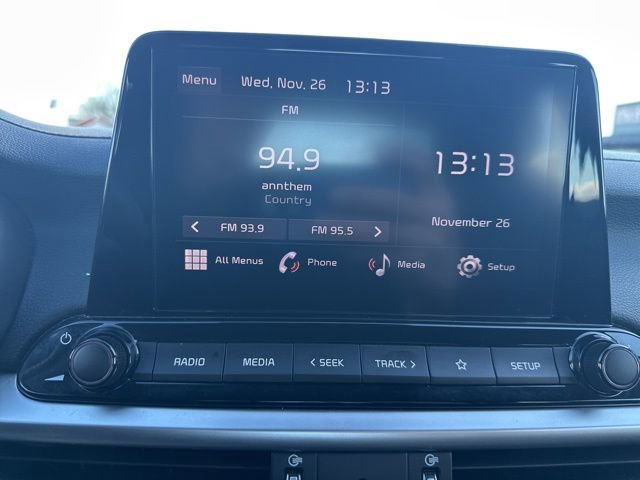 Menu Wed, Nov. 26 13:13
FM
94.9
annthem
Country
13:13
November 26
< FM 93.9 FM 95.5 >
All Menus Phone Media Setup
RADIO MEDIA < SEEK TRACK > SETUP